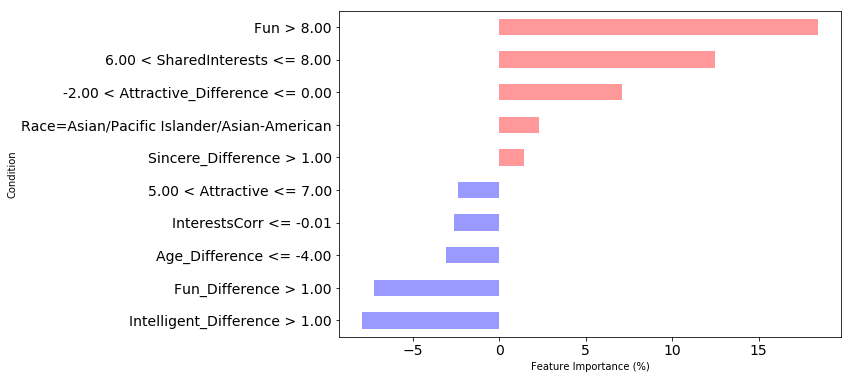 Fun > 8.00
6.00 < SharedInterests <= 8.00
-2.00 < Attractive_Difference <= 0.00
Race=Asian/Pacific Islander/Asian-American
Sincere_Difference > 1.00
5.00 < Attractive <= 7.00
InterestsCorr <= -0.01
Age_Difference <= -4.00
Fun_Difference > 1.00
Intelligent_Difference > 1.00
Condition
−5 0 5 10 15
Feature Importance (%)